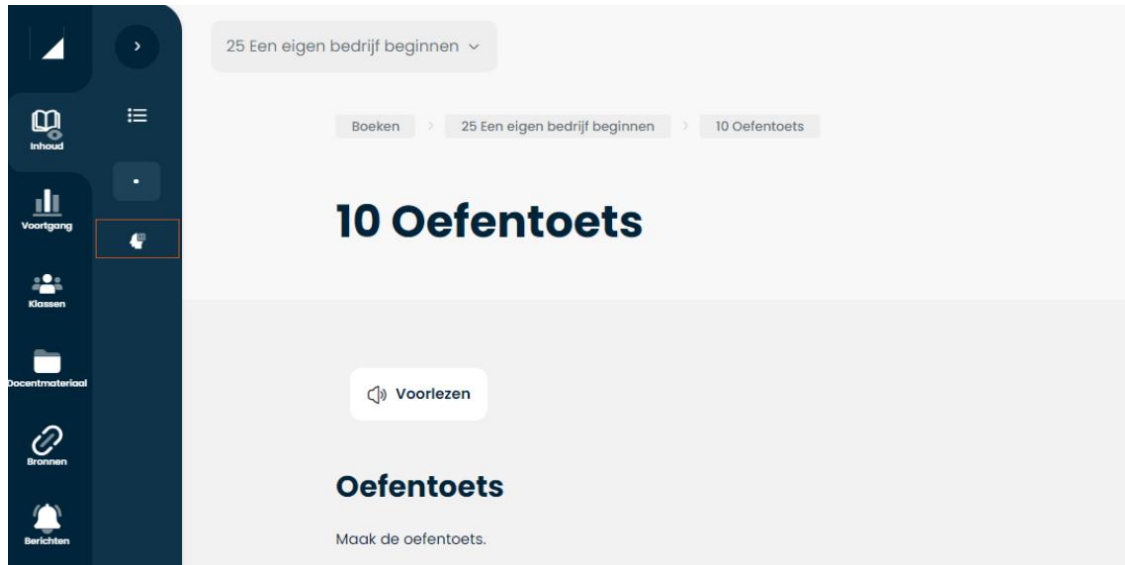 25 Een eigen bedrijf beginnen
Boeken 25 Een eigen bedrijf beginnen 10 Oefentoets
10 Oefentoets
Voorlezen
Oefentoets
Maak de oefentoets.
Inhoud
Voortgang
Klassen
Docentmateriaal
Bronnen
Berichten